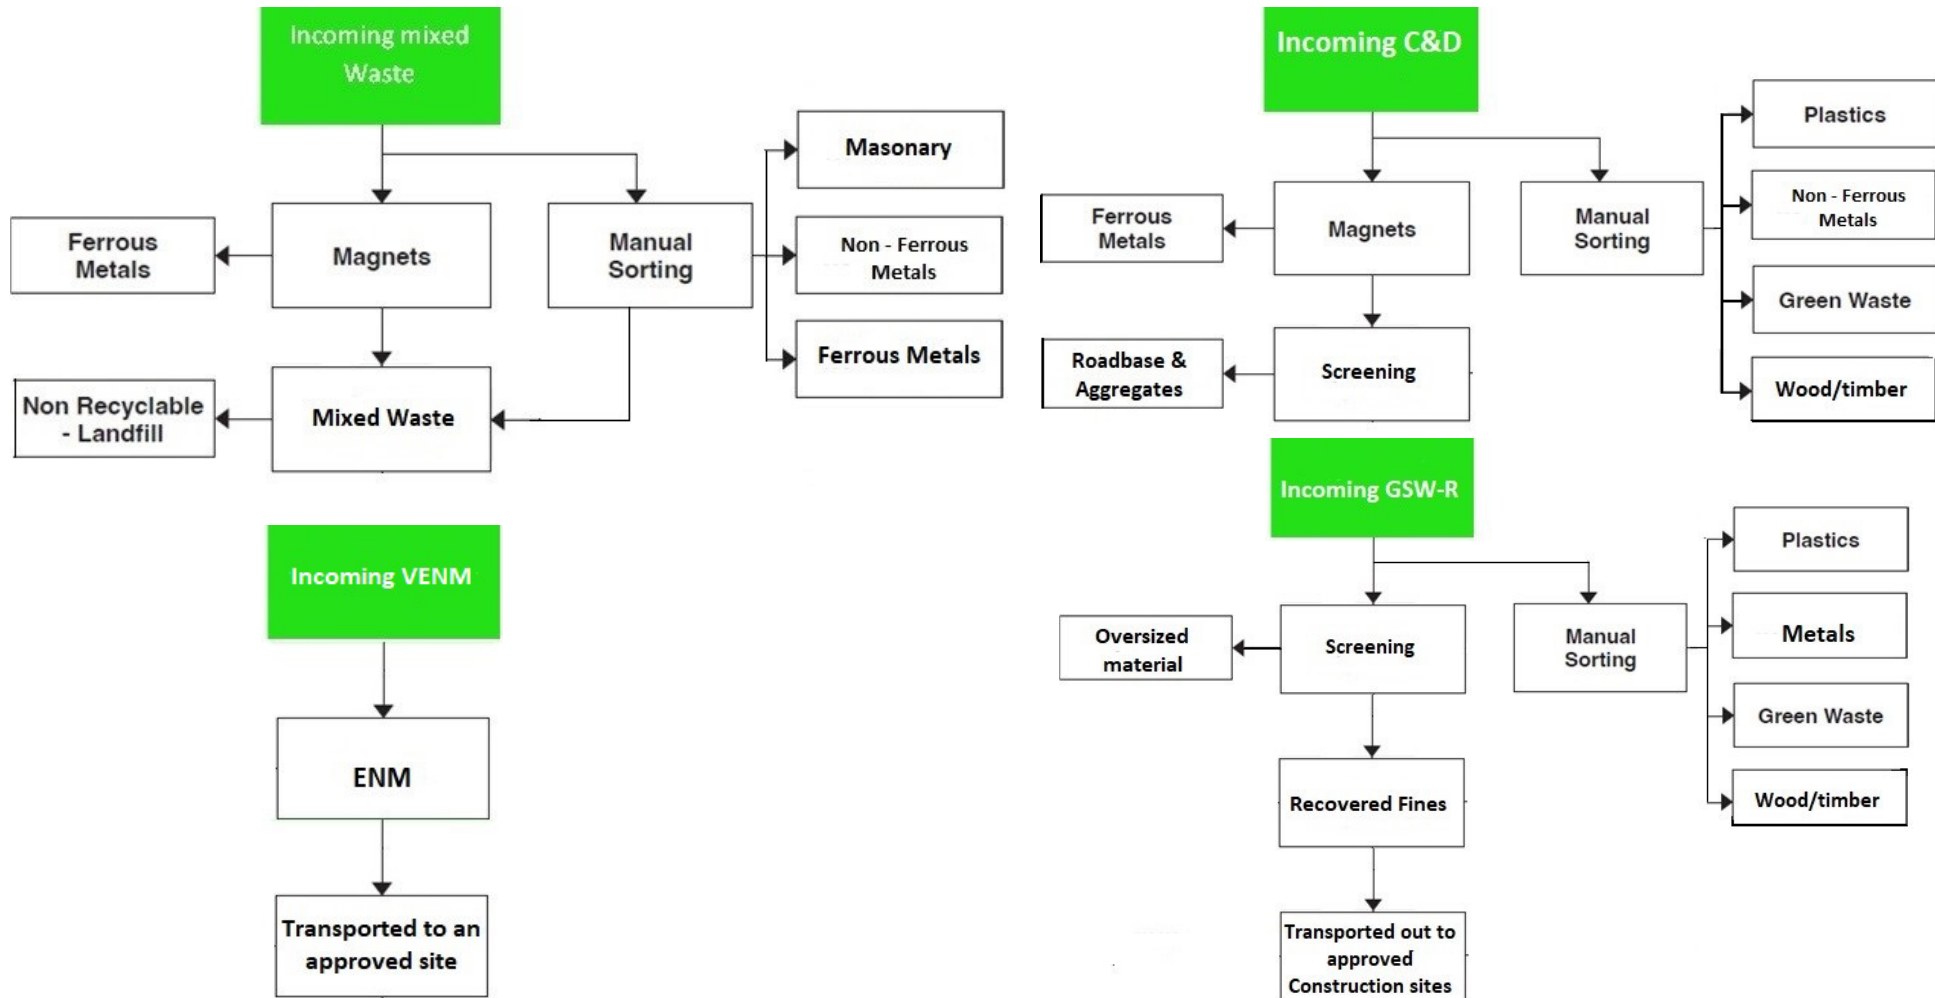 Incoming mixed
Waste
Masonary
Ferrous
Metals
Magnets
Manual
Sorting
Non - Ferrous
Metals
Ferrous Metals
Non Recyclable
- Landfill
Mixed Waste
Incoming VENM
ENM
Transported to an
approved site
Incoming C&D
Plastics
Ferrous
Metals
Magnets
Manual
Sorting
Non - Ferrous
Metals
Green Waste
Roadbase &
Aggregates
Screening
Wood/timber
Incoming GSW-R
Plastics
Oversized
material
Screening
Manual
Sorting
Metals
Green Waste
Recovered Fines
Wood/timber
Transported out to
approved
Construction sites